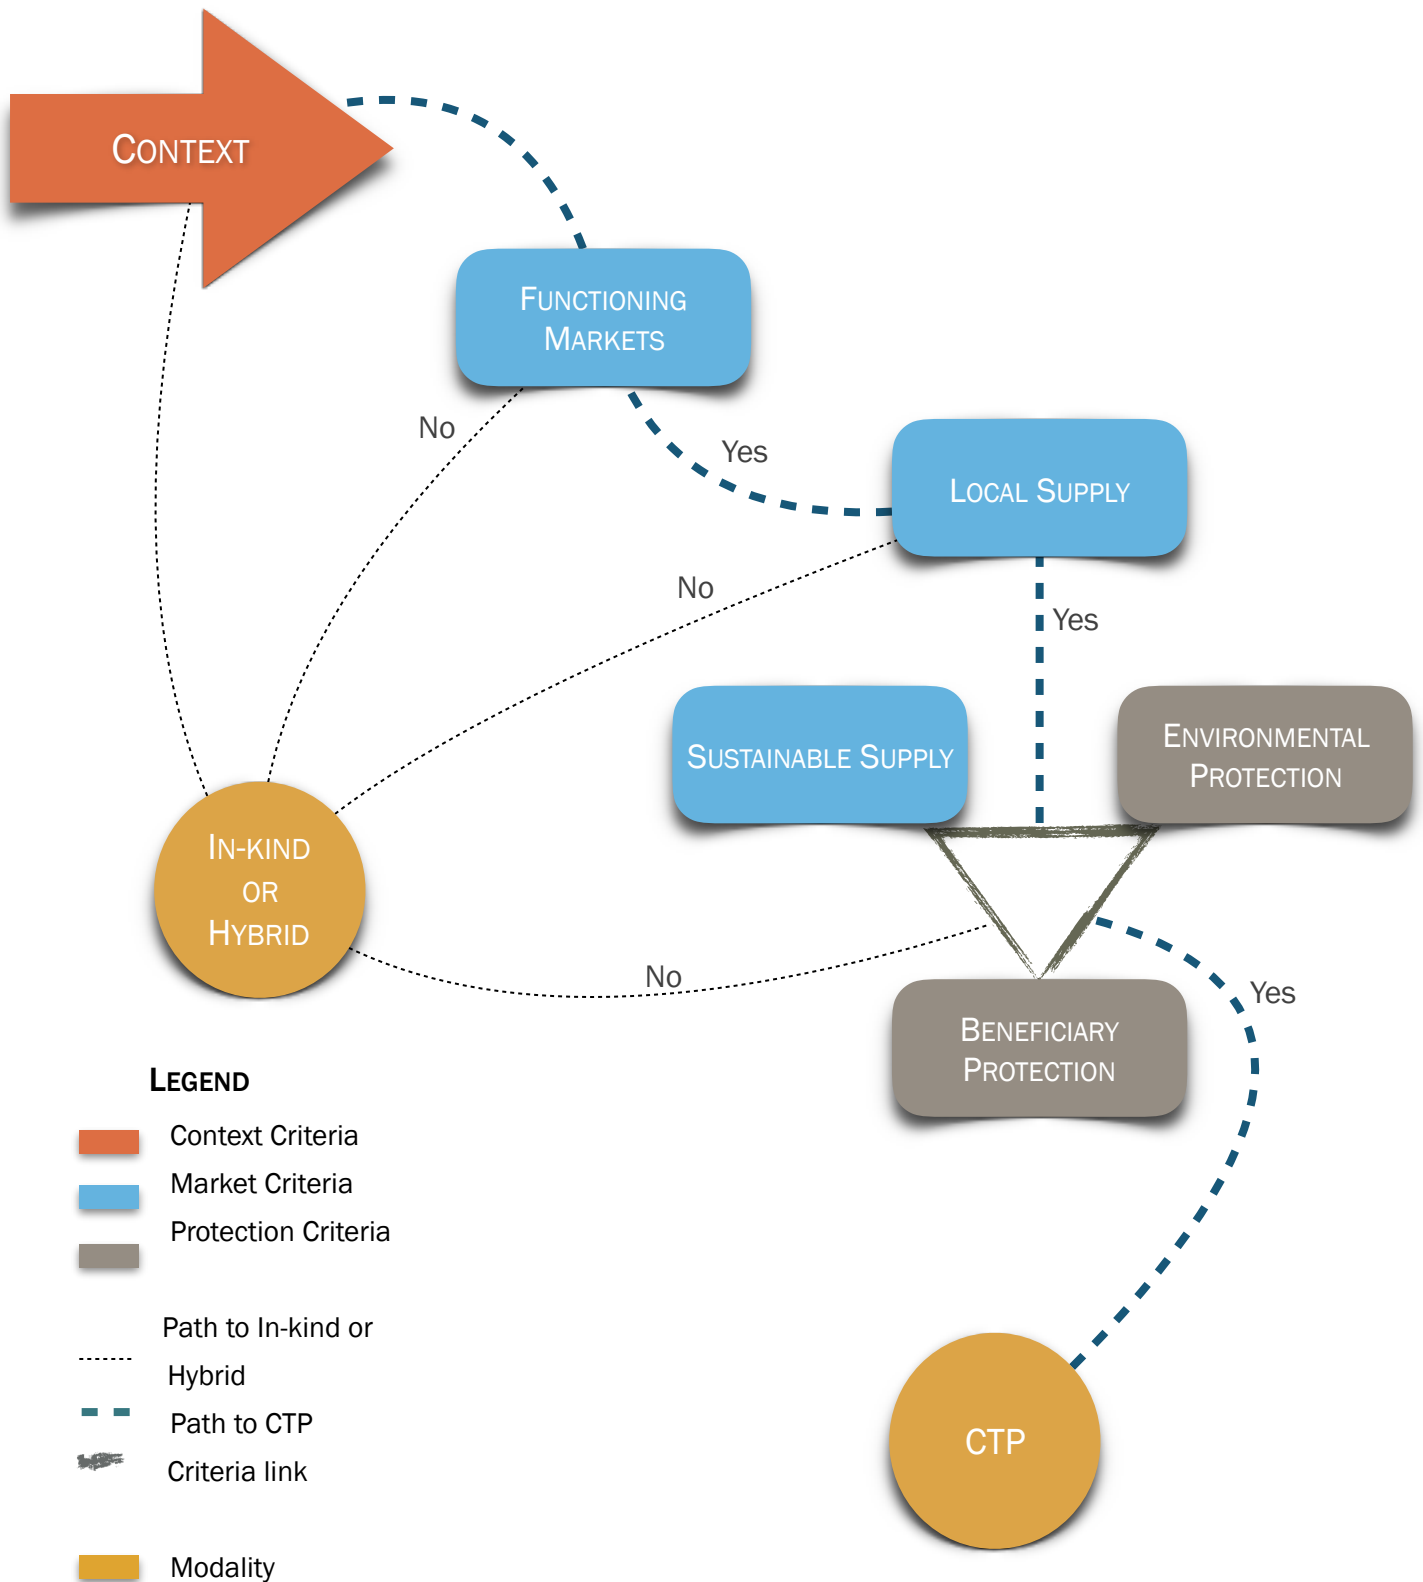 CONTEXT
FUNCTIONING
MARKETS
No
Yes
LOCAL SUPPLY
No
Yes
SUSTAINABLE SUPPLY
ENVIRONMENTAL
PROTECTION
IN-KIND
OR
HYBRID
No
Yes
BENEFICIARY
PROTECTION
CTP
LEGEND
Context Criteria
Market Criteria
Protection Criteria
Path to In-kind or
Hybrid
Path to CTP
Criteria link
Modality